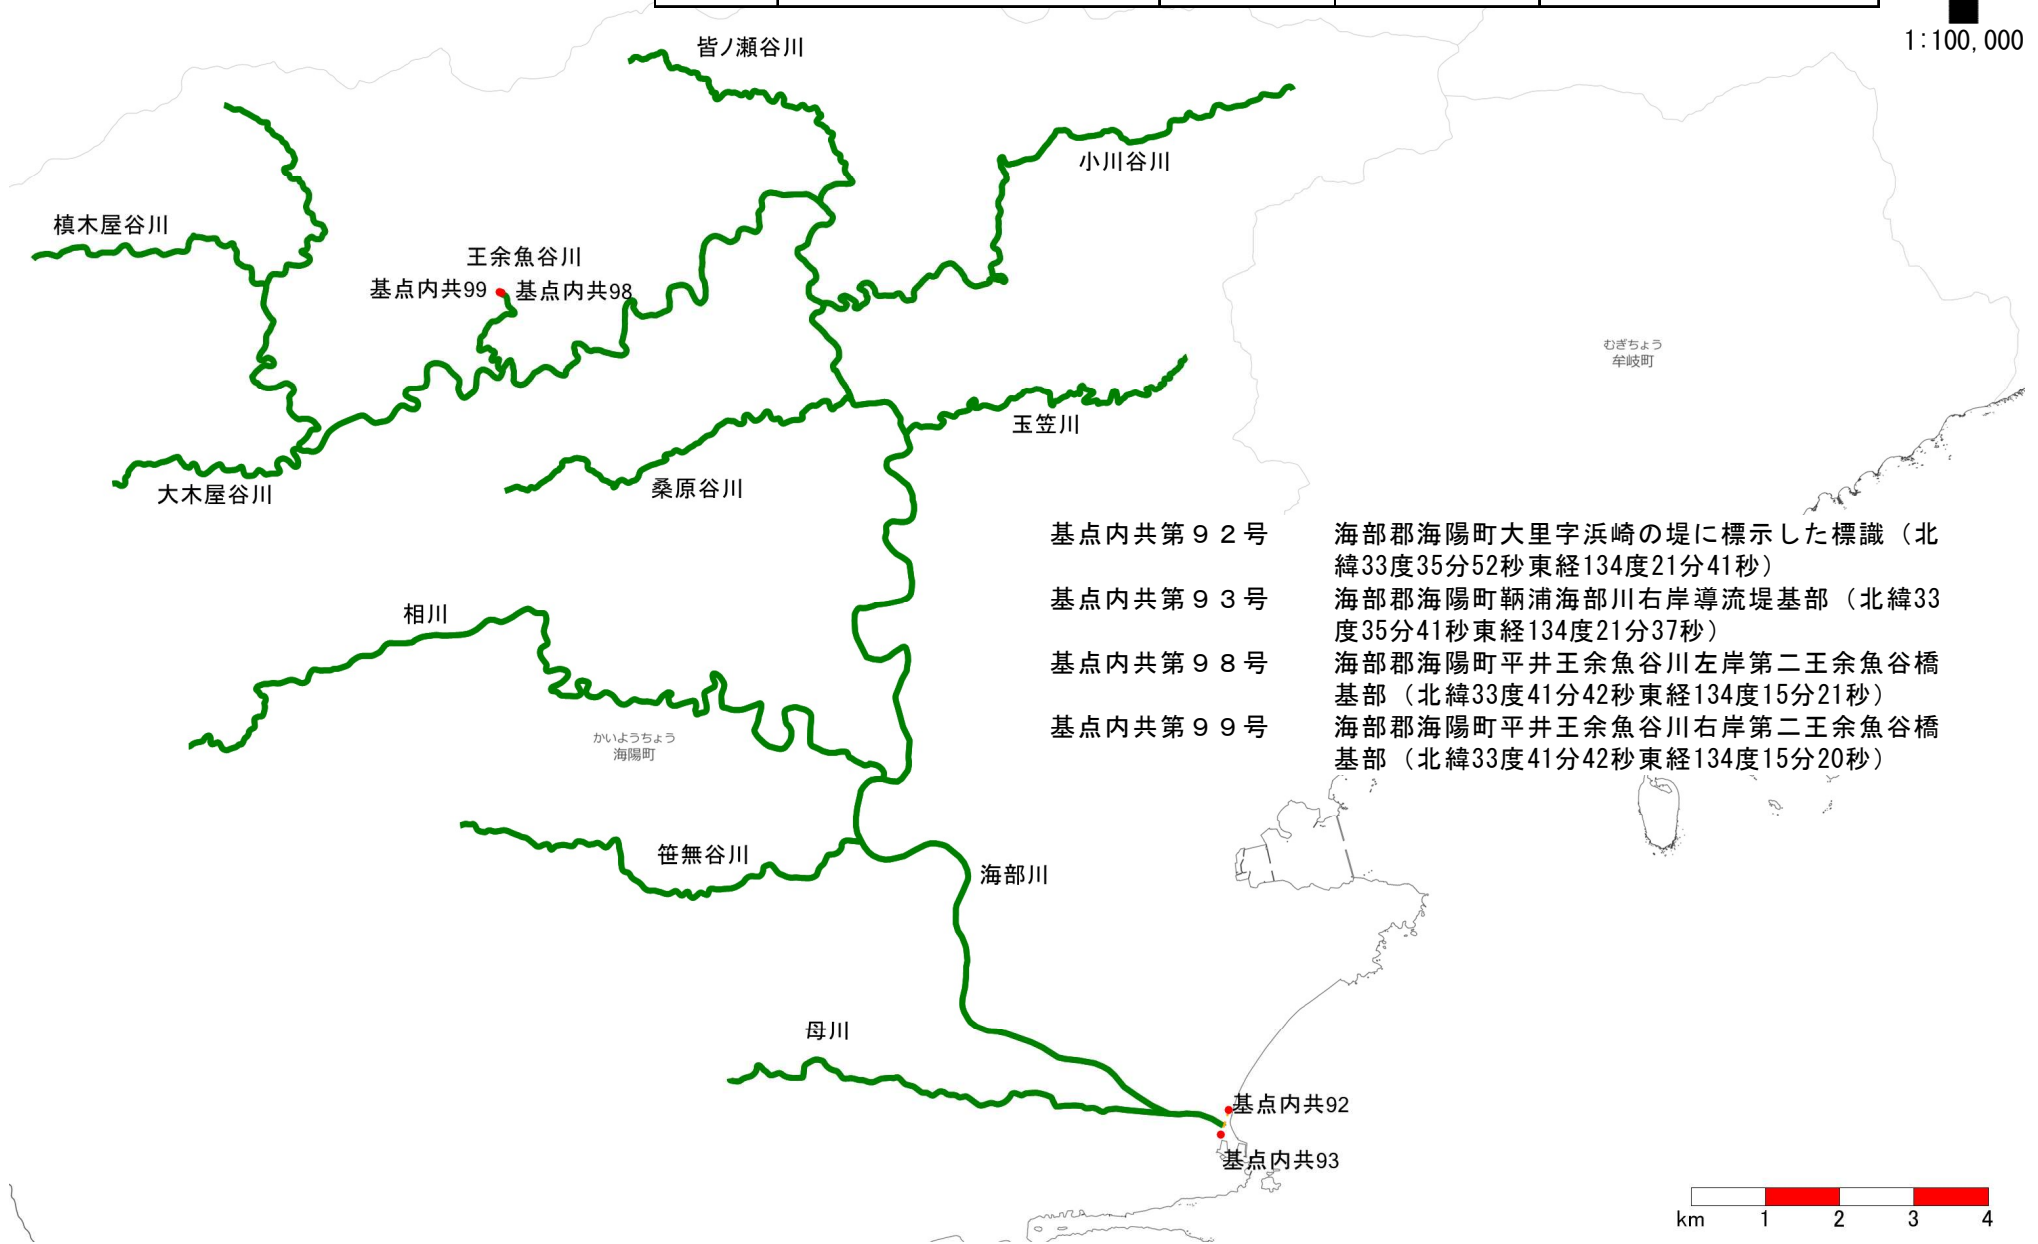 1:100,000
皆ノ瀬谷川
小川谷川
槙木屋谷川
王余魚谷川
基点内共99
基点内共98
むぎちょう
牟岐町
玉笠川
大木屋谷川
桑原谷川
基点内共第９２号 海部郡海陽町大里字浜崎の堤に標示した標識（北
緯33度35分52秒東経134度21分41秒）
基点内共第９３号 海部郡海陽町鞆浦海部川右岸導流堤基部（北緯33
度35分41秒東経134度21分37秒）
基点内共第９８号 海部郡海陽町平井王余魚谷川左岸第二王余魚谷橋
基部（北緯33度41分42秒東経134度15分21秒）
基点内共第９９号 海部郡海陽町平井王余魚谷川右岸第二王余魚谷橋
基部（北緯33度41分42秒東経134度15分20秒）
相川
かいようちょう
海陽町
笹無谷川
海部川
母川
基点内共92
基点内共93
km 1 2 3 4